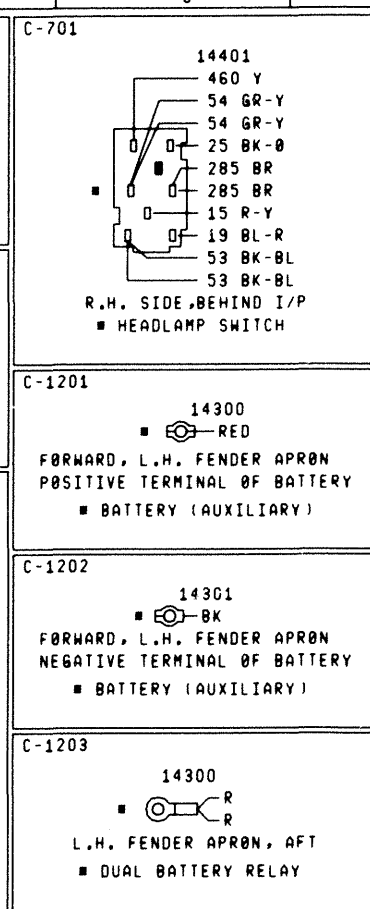 C-701
14401
460 Y
54 GR-Y
54 GR-Y
25 BK-0
285 BR
285 BR
15 R-Y
19 BL-R
53 BK-BL
53 BK-BL
R.H. SIDE,BEHIND I/P
■ HEADLAMP SWITCH
C-1201
14300
RED
FORWARD, L.H. FENDER APRON
POSITIVE TERMINAL OF BATTERY
■ BATTERY (AUXILIARY)
C-1202
14301
BK
FORWARD, L.H. FENDER APRON
NEGATIVE TERMINAL OF BATTERY
■ BATTERY (AUXILIARY)
C-1203
14300
R
R
L.H. FENDER APRON, AFT
■ DUAL BATTERY RELAY